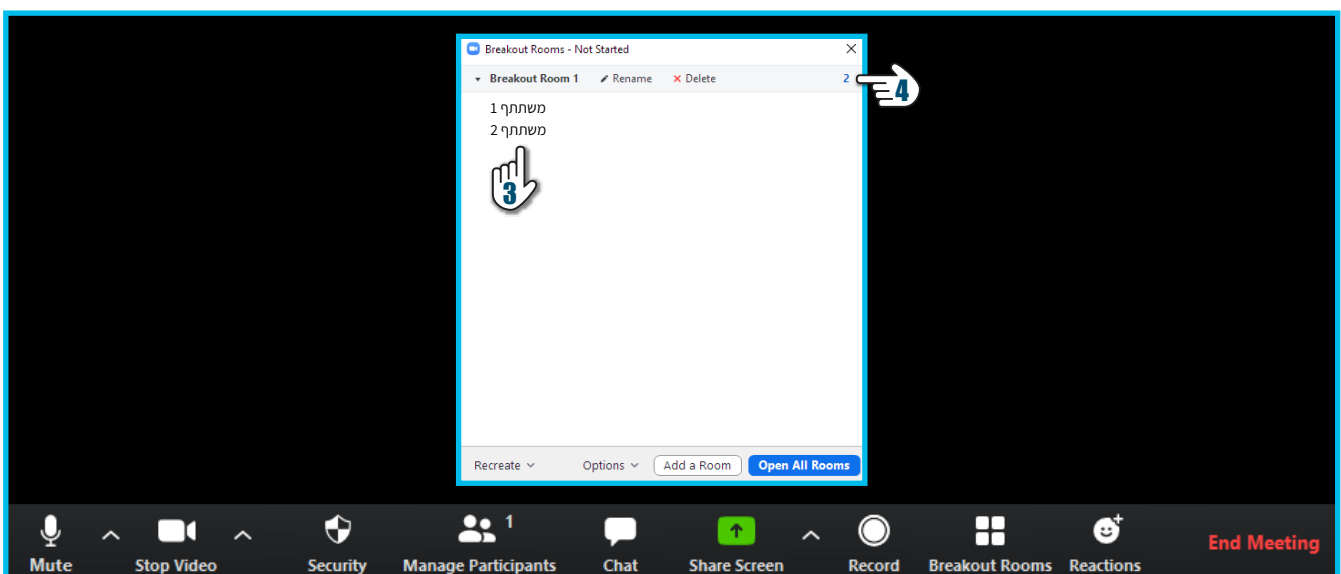 Breakout Rooms - Not Started
Breakout Room 1 Rename Delete 2
4
משתתף 1
משתתף 2
3
Recreate Options Add a Room Open All Rooms
1
Mute Stop Video Security Manage Participants Chat Share Screen Record Breakout Rooms Reactions End Meeting